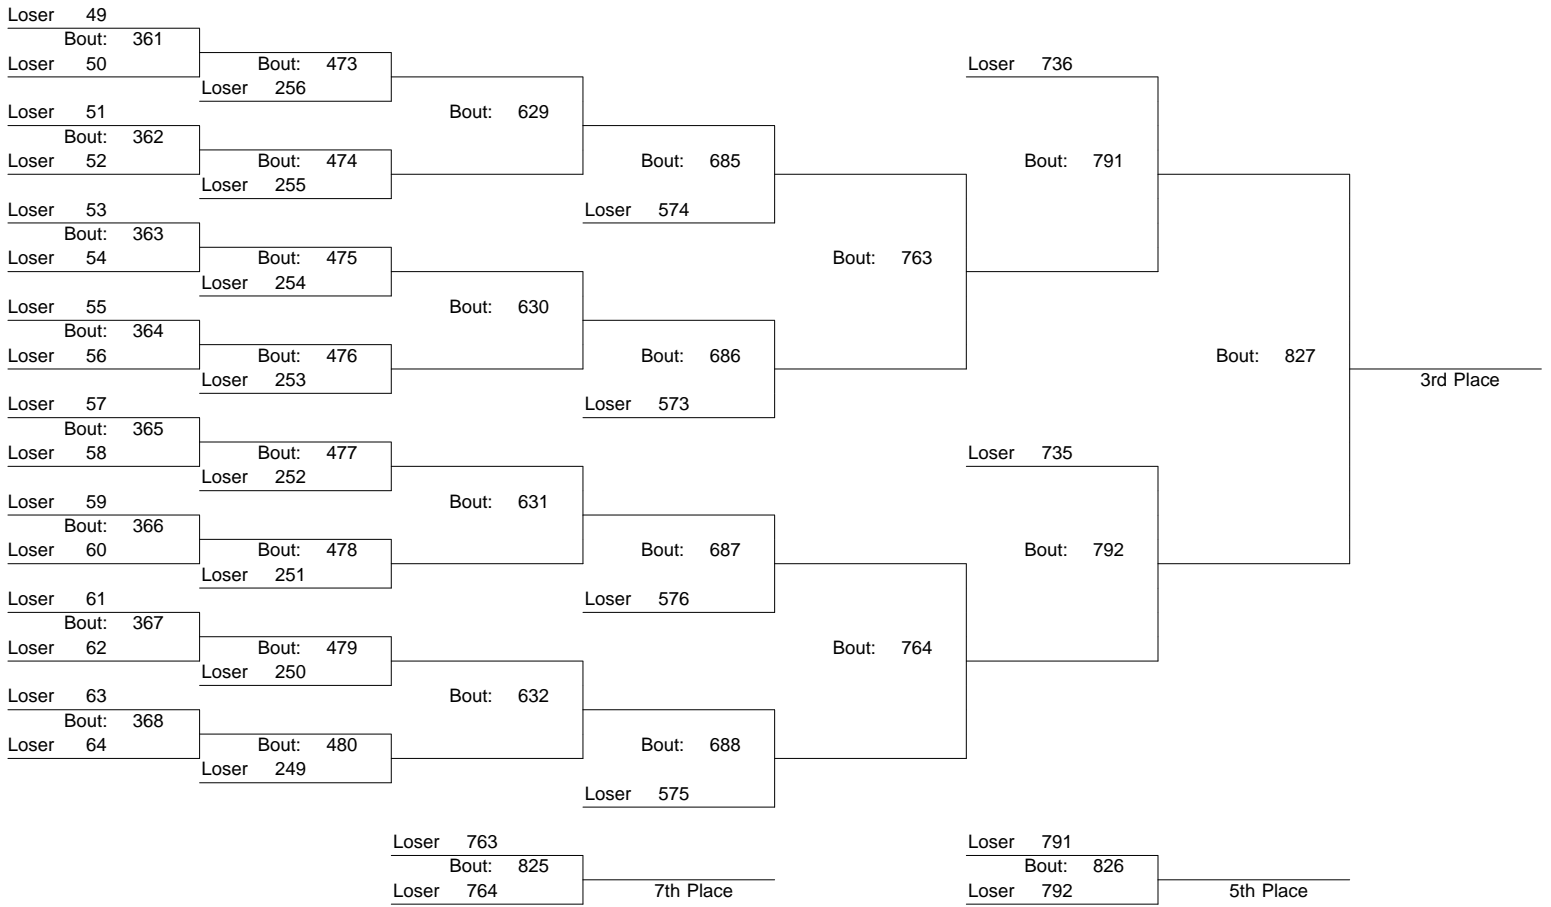 Loser 49
Bout: 361
Loser 50
Bout: 473
Loser 736
Loser 256
Loser 51
Bout: 629
Bout: 362
Loser 52
Bout: 474
Bout: 685
Bout: 791
Loser 255
Loser 53
Loser 574
Bout: 363
Loser 54
Bout: 475
Bout: 763
Loser 254
Loser 55
Bout: 630
Bout: 364
Loser 56
Bout: 476
Bout: 686
Bout: 827
Loser 253
3rd Place
Loser 57
Loser 573
Bout: 365
Loser 58
Bout: 477
Loser 735
Loser 252
Loser 59
Bout: 631
Bout: 366
Loser 60
Bout: 478
Bout: 687
Bout: 792
Loser 251
Loser 61
Loser 576
Bout: 367
Loser 62
Bout: 479
Bout: 764
Loser 250
Loser 63
Bout: 632
Bout: 368
Loser 64
Bout: 480
Bout: 688
Loser 249
Loser 575
Loser 763
Loser 791
Bout: 825
Bout: 826
Loser 764
7th Place
Loser 792
5th Place